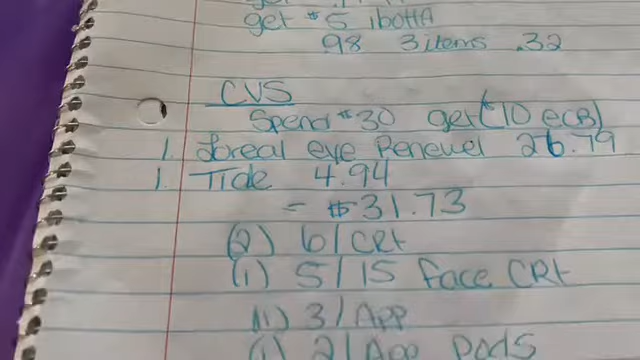 get $5 ibotta
.98 3 items .32
CVS
Spend $30 get ($10 ECB)
1. Loreal eye Renewel 26.79
1. Tide 4.94
= $31.73
(2) 6/CRT
(1) 5/15 face CRT
(1) 3/App
(1) 2/App Pods